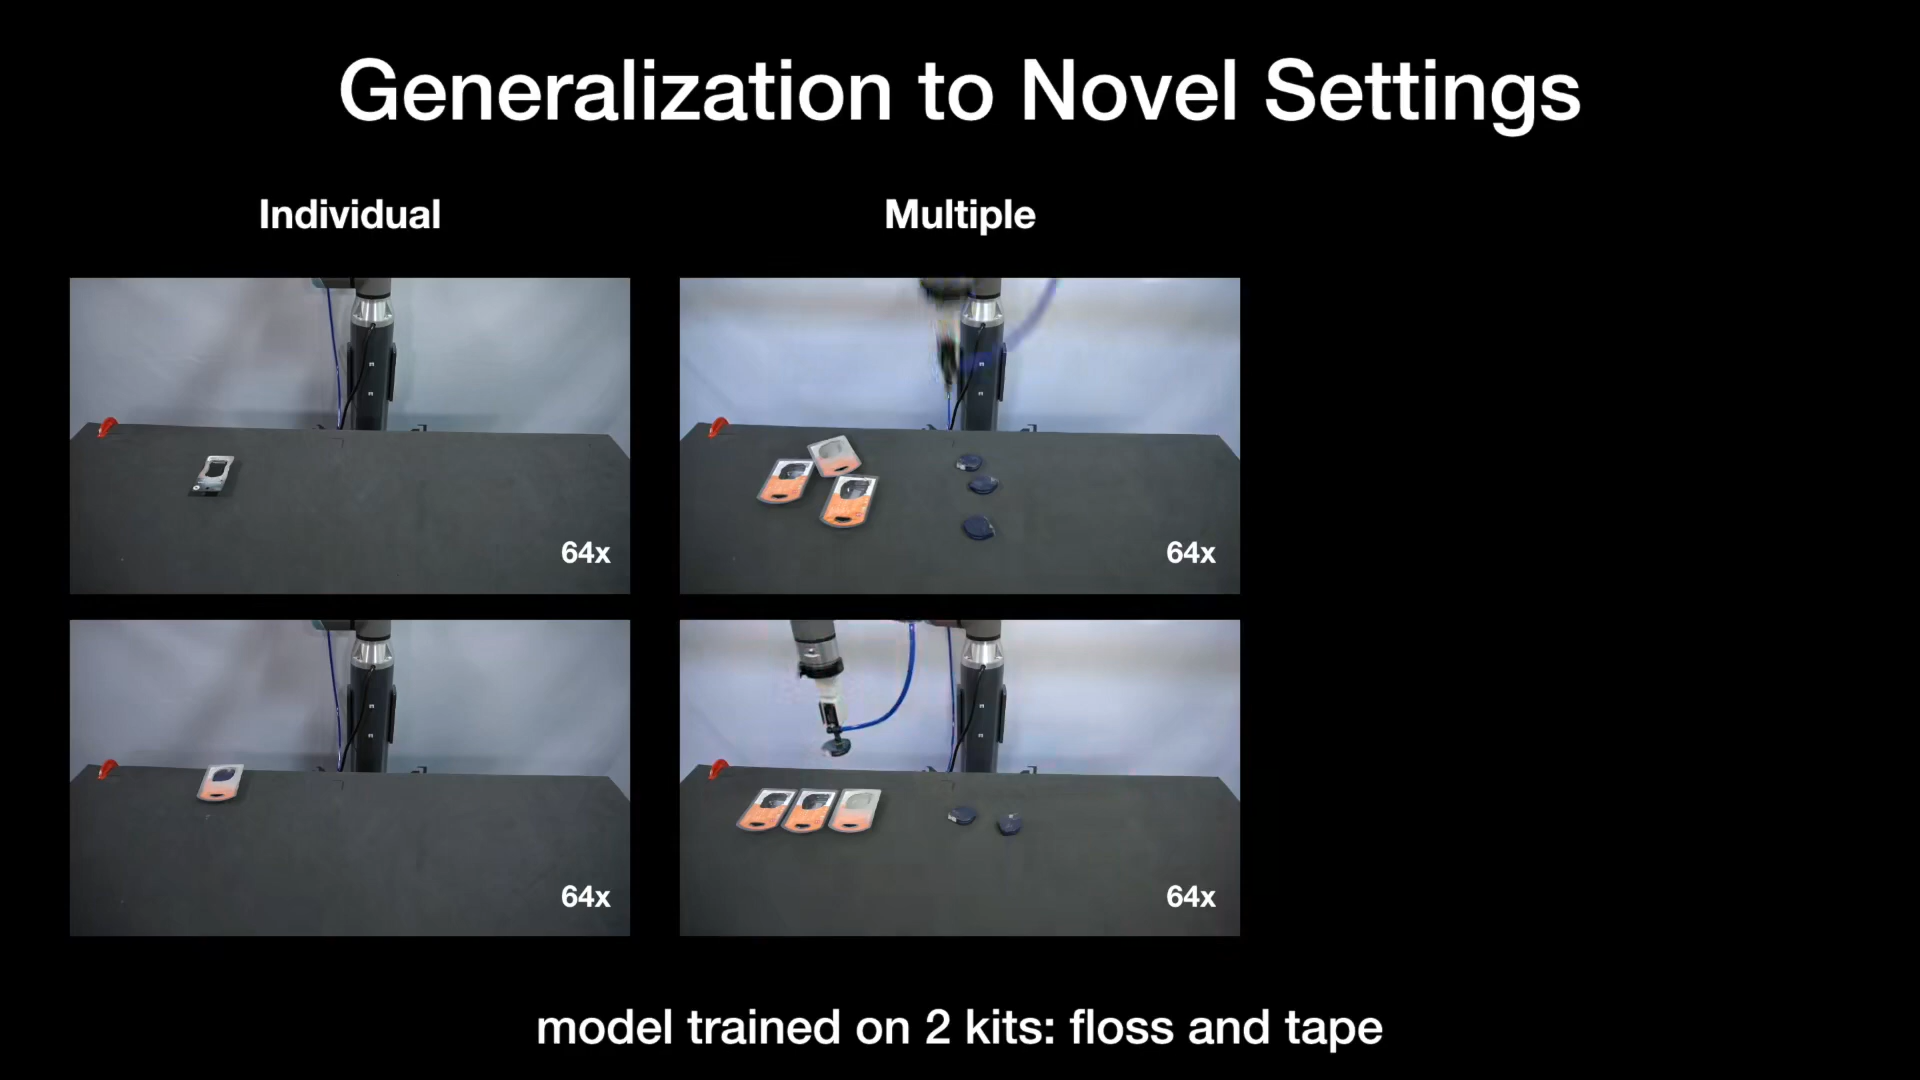 Generalization to Novel Settings
Individual
Multiple
64x
64x
64x
64x
model trained on 2 kits: floss and tape